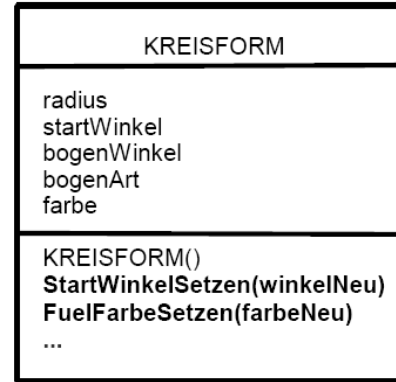 KREISFORM
radius
startWinkel
bogenWinkel
bogenArt
farbe
KREISFORM()
StartWinkelSetzen(winkelNeu)
FuelFarbeSetzen(farbeNeu)
...